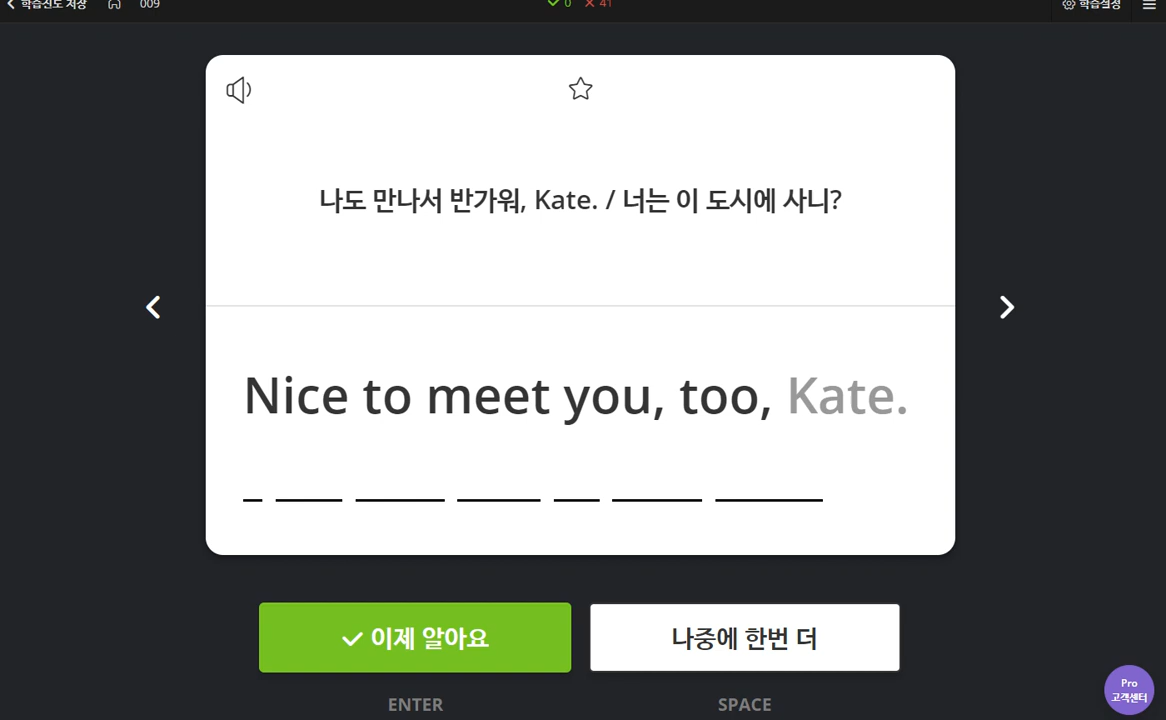 학습진도 저장 009 0 41 학습설정
나도 만나서 반가워, Kate. / 너는 이 도시에 사니?
Nice to meet you, too, Kate.
이제 알아요 나중에 한번 더
ENTER SPACE
Pro
고객센터